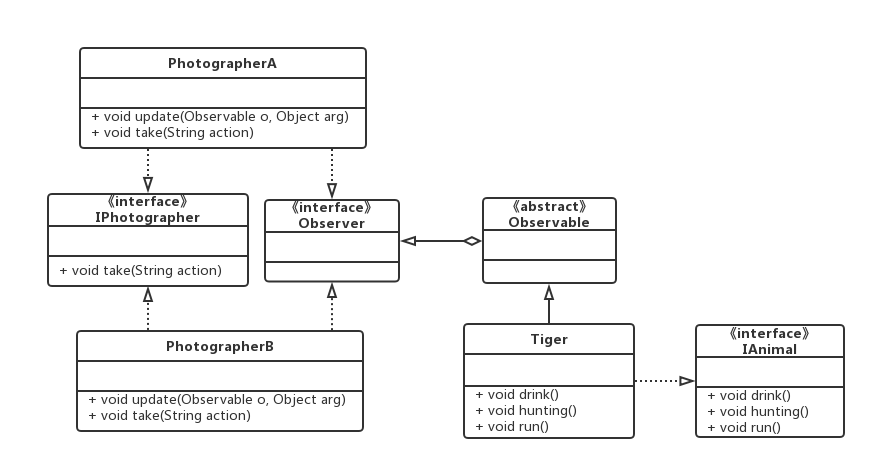 PhotographerA
+ void update(Observable o, Object arg)
+ void take(String action)
《interface》
IPhotographer
+ void take(String action)
《interface》
Observer
《abstract》
Observable
PhotographerB
+ void update(Observable o, Object arg)
+ void take(String action)
Tiger
+ void drink()
+ void hunting()
+ void run()
《interface》
IAnimal
+ void drink()
+ void hunting()
+ void run()